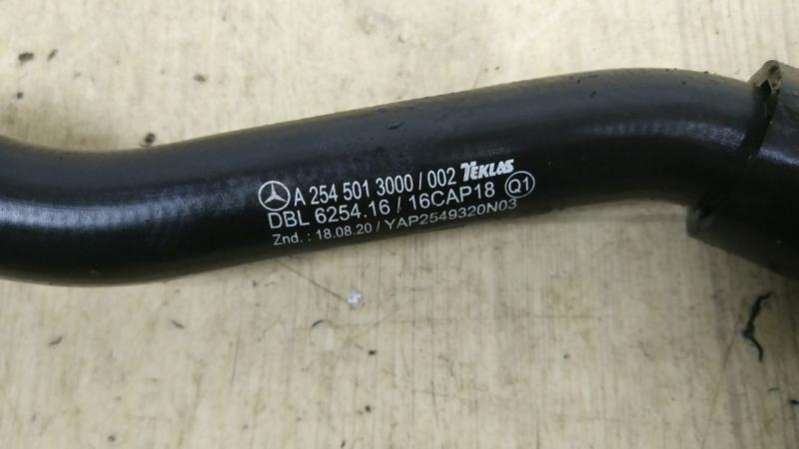 A 254 501 3000 / 002 TEKLAS
DBL 6254.16 / 16CAP18 Q1
Znd. : 18.08.20 / YAP2549320N03